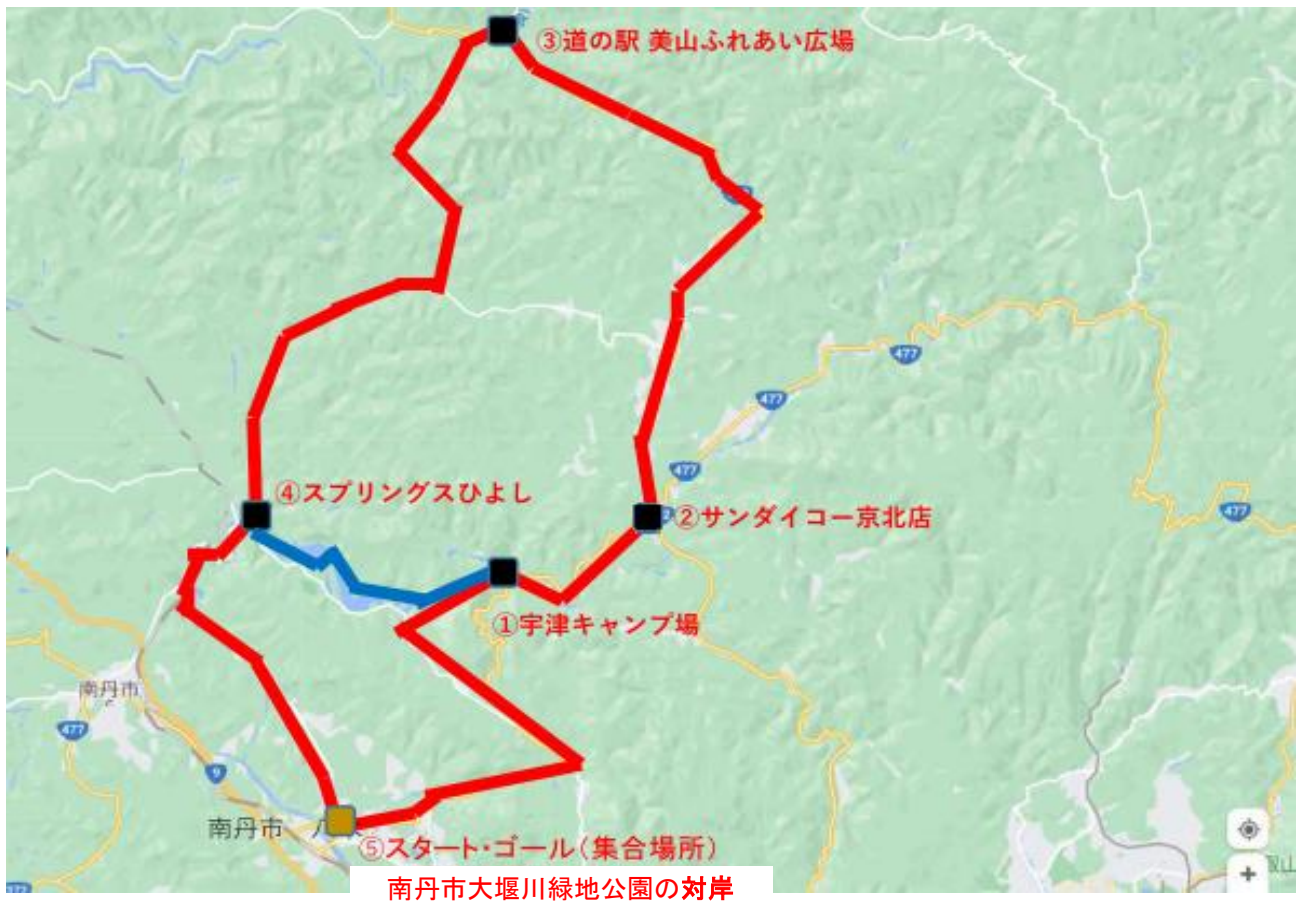 ③道の駅 美山ふれあい広場
477
④スプリングスひよし
477
477
②サンダイコー京北店
477
①宇津キャンプ場
南丹市
477
9
南丹市
⑤スタート・ゴール(集合場所)
南丹市大堰川緑地公園の対岸